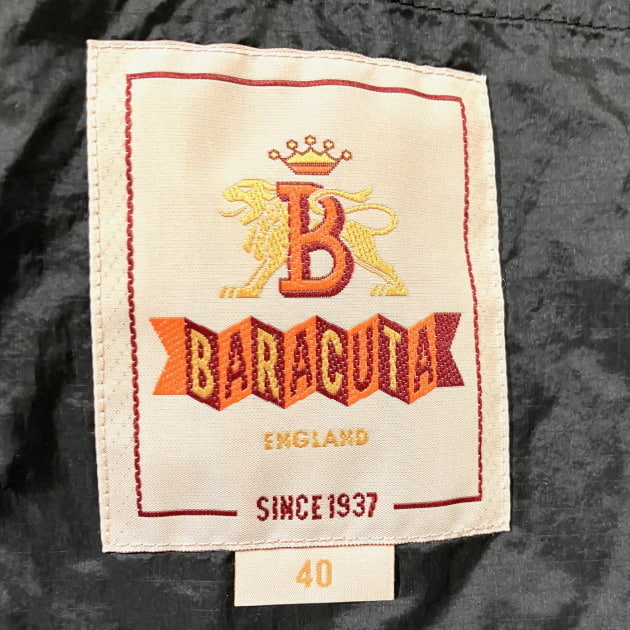 B
BARACUTA
ENGLAND
SINCE 1937
40